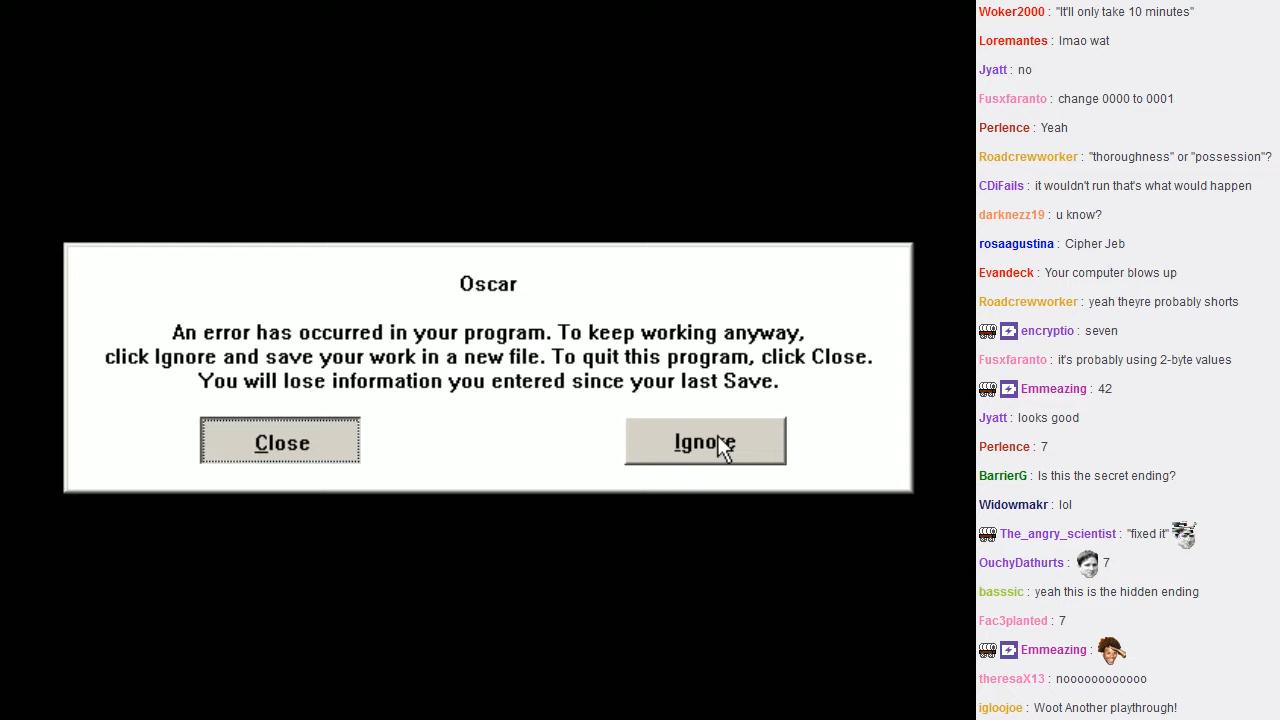 Oscar
An error has occurred in your program. To keep working anyway,
click Ignore and save your work in a new file. To quit this program, click Close.
You will lose information you entered since your last Save.
Close
Ignore
Woker2000 : "It'll only take 10 minutes"
Loremantes : lmao wat
Jyatt : no
Fusxfaranto : change 0000 to 0001
Perlence : Yeah
Roadcrewworker : "thoroughness" or "possession"?
CDiFails : it wouldn't run that's what would happen
darknezz19 : u know?
rosaagustina : Cipher Jeb
Evandeck : Your computer blows up
Roadcrewworker : yeah theyre probably shorts
encryptio : seven
Fusxfaranto : it's probably using 2-byte values
Emmeazing : 42
Jyatt : looks good
Perlence : 7
BarrierG : Is this the secret ending?
Widowmakr : lol
The_angry_scientist : "fixed it"
OuchyDathurts : 7
basssic : yeah this is the hidden ending
Fac3planted : 7
Emmeazing :
theresaX13 : noooooooooooo
igloojoe : Woot Another playthrough!